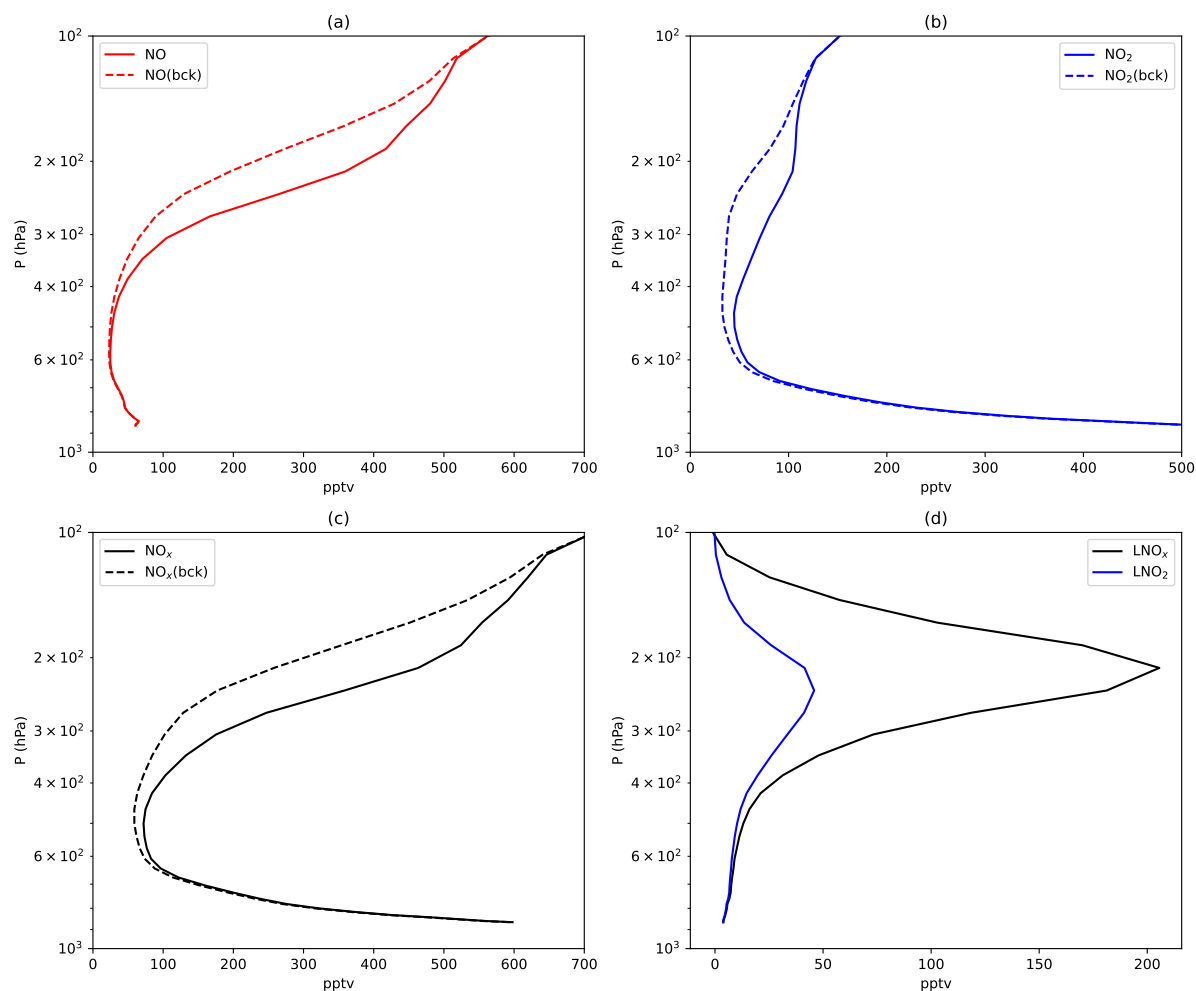 (a)
NO
NO(bck)
10²
2 × 10²
3 × 10²
4 × 10²
6 × 10²
10³
P (hPa)
0 100 200 300 400 500 600 700
pptv
(b)
NO₂
NO₂(bck)
10²
2 × 10²
3 × 10²
4 × 10²
6 × 10²
10³
P (hPa)
0 100 200 300 400 500
pptv
(c)
NOₓ
NOₓ(bck)
10²
2 × 10²
3 × 10²
4 × 10²
6 × 10²
10³
P (hPa)
0 100 200 300 400 500 600 700
pptv
(d)
LNOₓ
LNO₂
10²
2 × 10²
3 × 10²
4 × 10²
6 × 10²
10³
P (hPa)
0 50 100 150 200
pptv